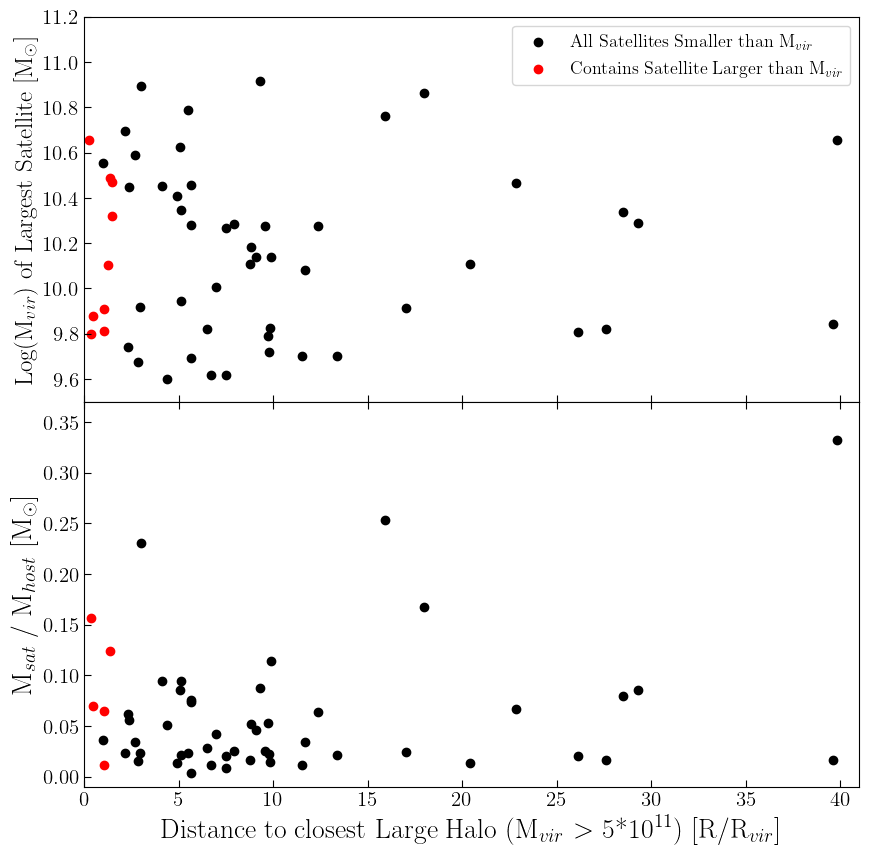 11.2
11.0
10.8
10.6
10.4
10.2
10.0
9.8
9.6
Log(M_vir) of Largest Satellite [M_⊙]
All Satellites Smaller than M_vir
Contains Satellite Larger than M_vir
0.35
0.30
0.25
0.20
0.15
0.10
0.05
0.00
M_sat / M_host [M_⊙]
0 5 10 15 20 25 30 35 40
Distance to closest Large Halo (M_vir > 5*10^11) [R/R_vir]